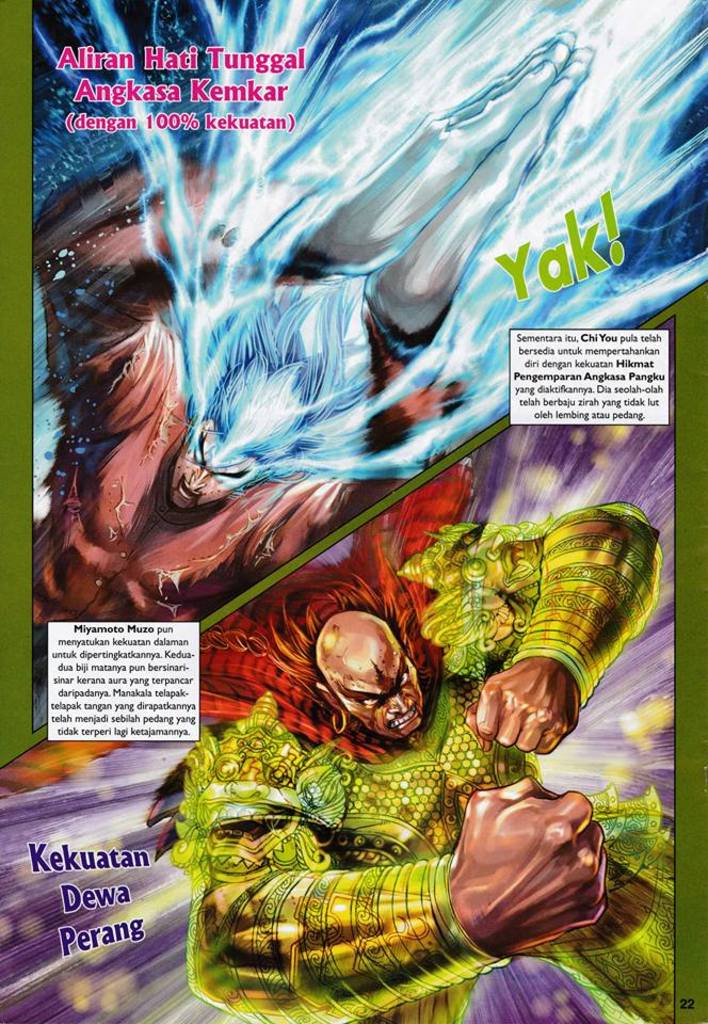 Aliran Hati Tunggal
Angkasa Kemkar
(dengan 100% kekuatan)
Yak!
Sementara itu, Chi You pula telah
bersedia untuk mempertahankan
diri dengan kekuatan Hikmat
Pengemparan Angkasa Pangku
yang diaktifkannya. Dia seolah-olah
telah berbaju zirah yang tidak lut
oleh lembing atau pedang.
Miyamoto Muzo pun
menyatukan kekuatan dalaman
untuk dipertingkatkannya. Kedua-
dua biji matanya pun bersinari-
sinar kerana aura yang terpancar
daripadanya. Manakala telapak-
telapak tangan yang dirapatkannya
telah menjadi sebilah pedang yang
tidak terperi lagi ketajamannya.
Kekuatan
Dewa
Perang
22